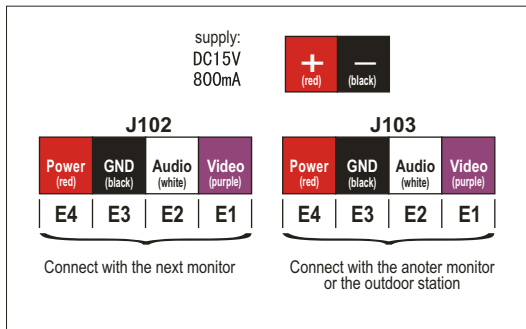 supply:
DC15V
800mA
+ −
(red) (black)
J102
Power GND Audio Video
(red) (black) (white) (purple)
E4 E3 E2 E1
Connect with the next monitor
J103
Power GND Audio Video
(red) (black) (white) (purple)
E4 E3 E2 E1
Connect with the anoter monitor
or the outdoor station